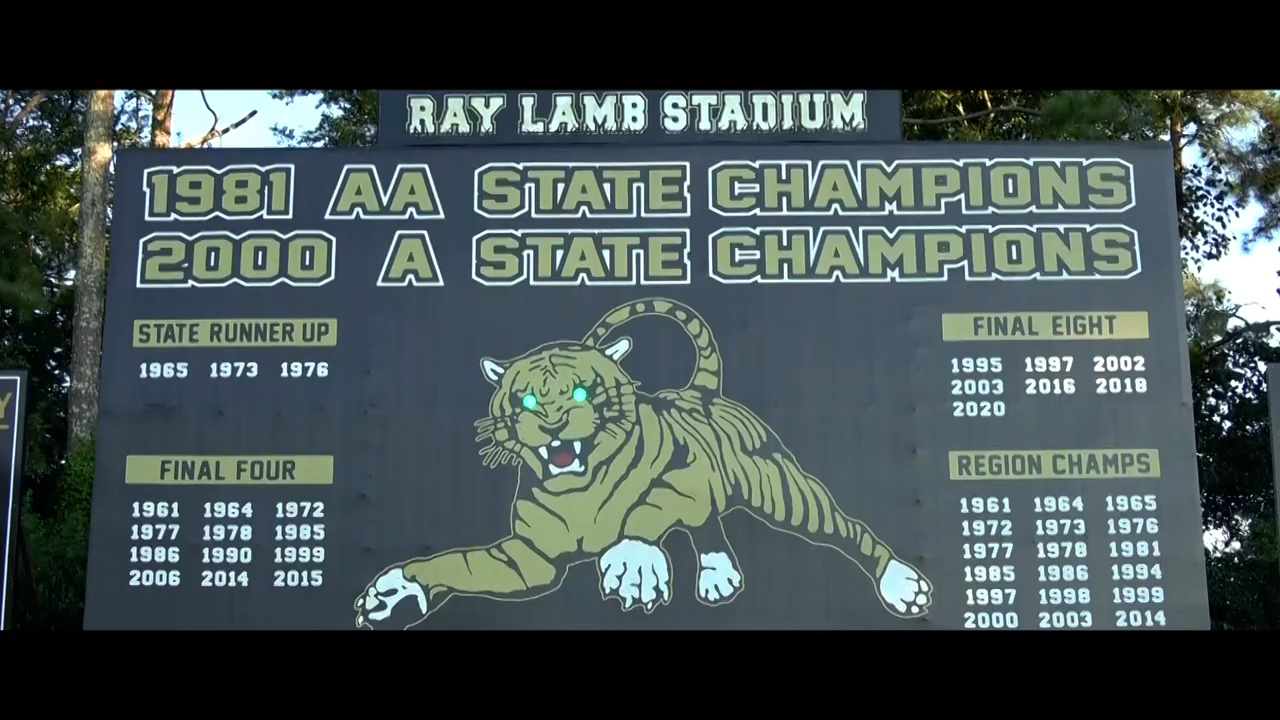 RAY LAMB STADIUM
1981 AA STATE CHAMPIONS
2000 A STATE CHAMPIONS
STATE RUNNER UP
1965 1973 1976
FINAL FOUR
1961 1964 1972
1977 1978 1985
1986 1990 1999
2006 2014 2015
FINAL EIGHT
1995 1997 2002
2003 2016 2018
2020
REGION CHAMPS
1961 1964 1965
1972 1973 1976
1977 1978 1981
1985 1986 1994
1997 1998 1999
2000 2003 2014
Y